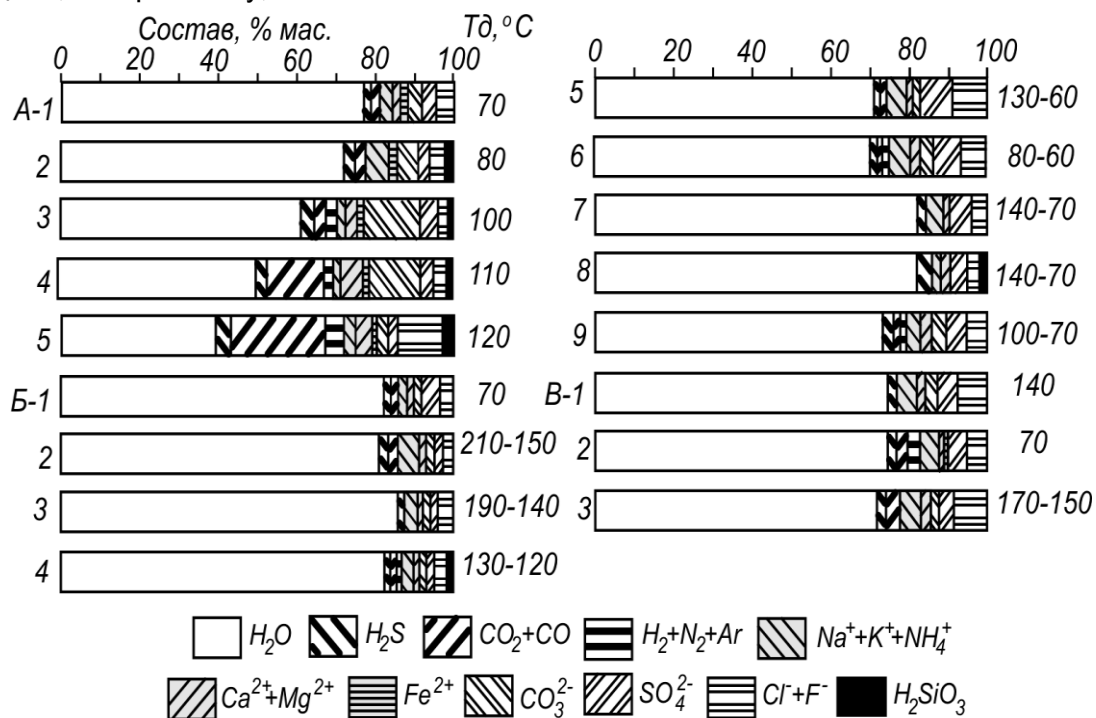 Состав, % мас. Тд, °С
0 20 40 60 80 100
А-1 70
2 80
3 100
4 110
5 120
Б-1 70
2 210-150
3 190-140
4 130-120
0 20 40 60 80 100
5 130-60
6 80-60
7 140-70
8 140-70
9 100-70
В-1 140
2 70
3 170-150
H₂O H₂S CO₂+CO H₂+N₂+Ar Na⁺+K⁺+NH₄⁺
Ca²⁺+Mg²⁺ Fe²⁺ CO₃²⁻ SO₄²⁻ Cl⁻+F⁻ H₂SiO₃